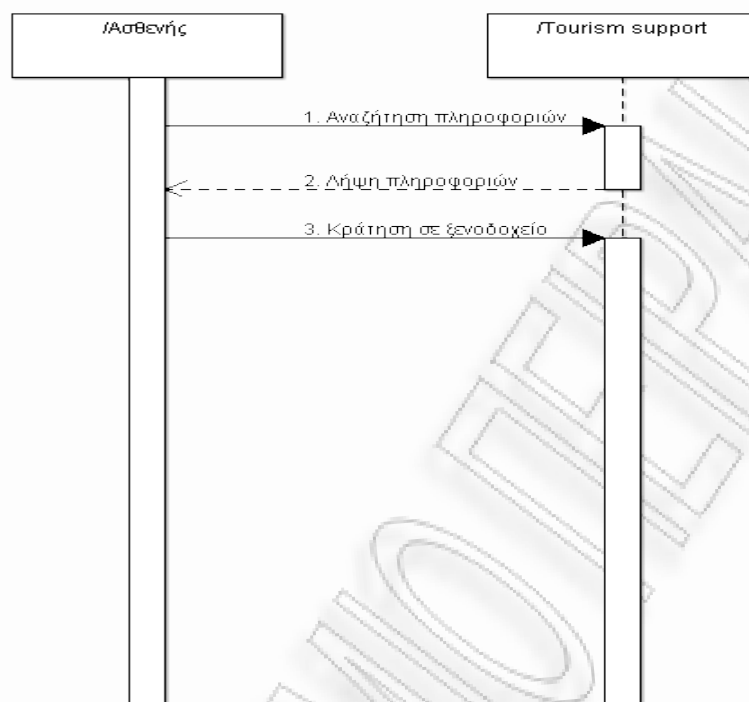 /Ασθενής
/Tourism support
1. Αναζήτηση πληροφοριών
2. Λήψη πληροφοριών
3. Κράτηση σε ξενοδοχείο